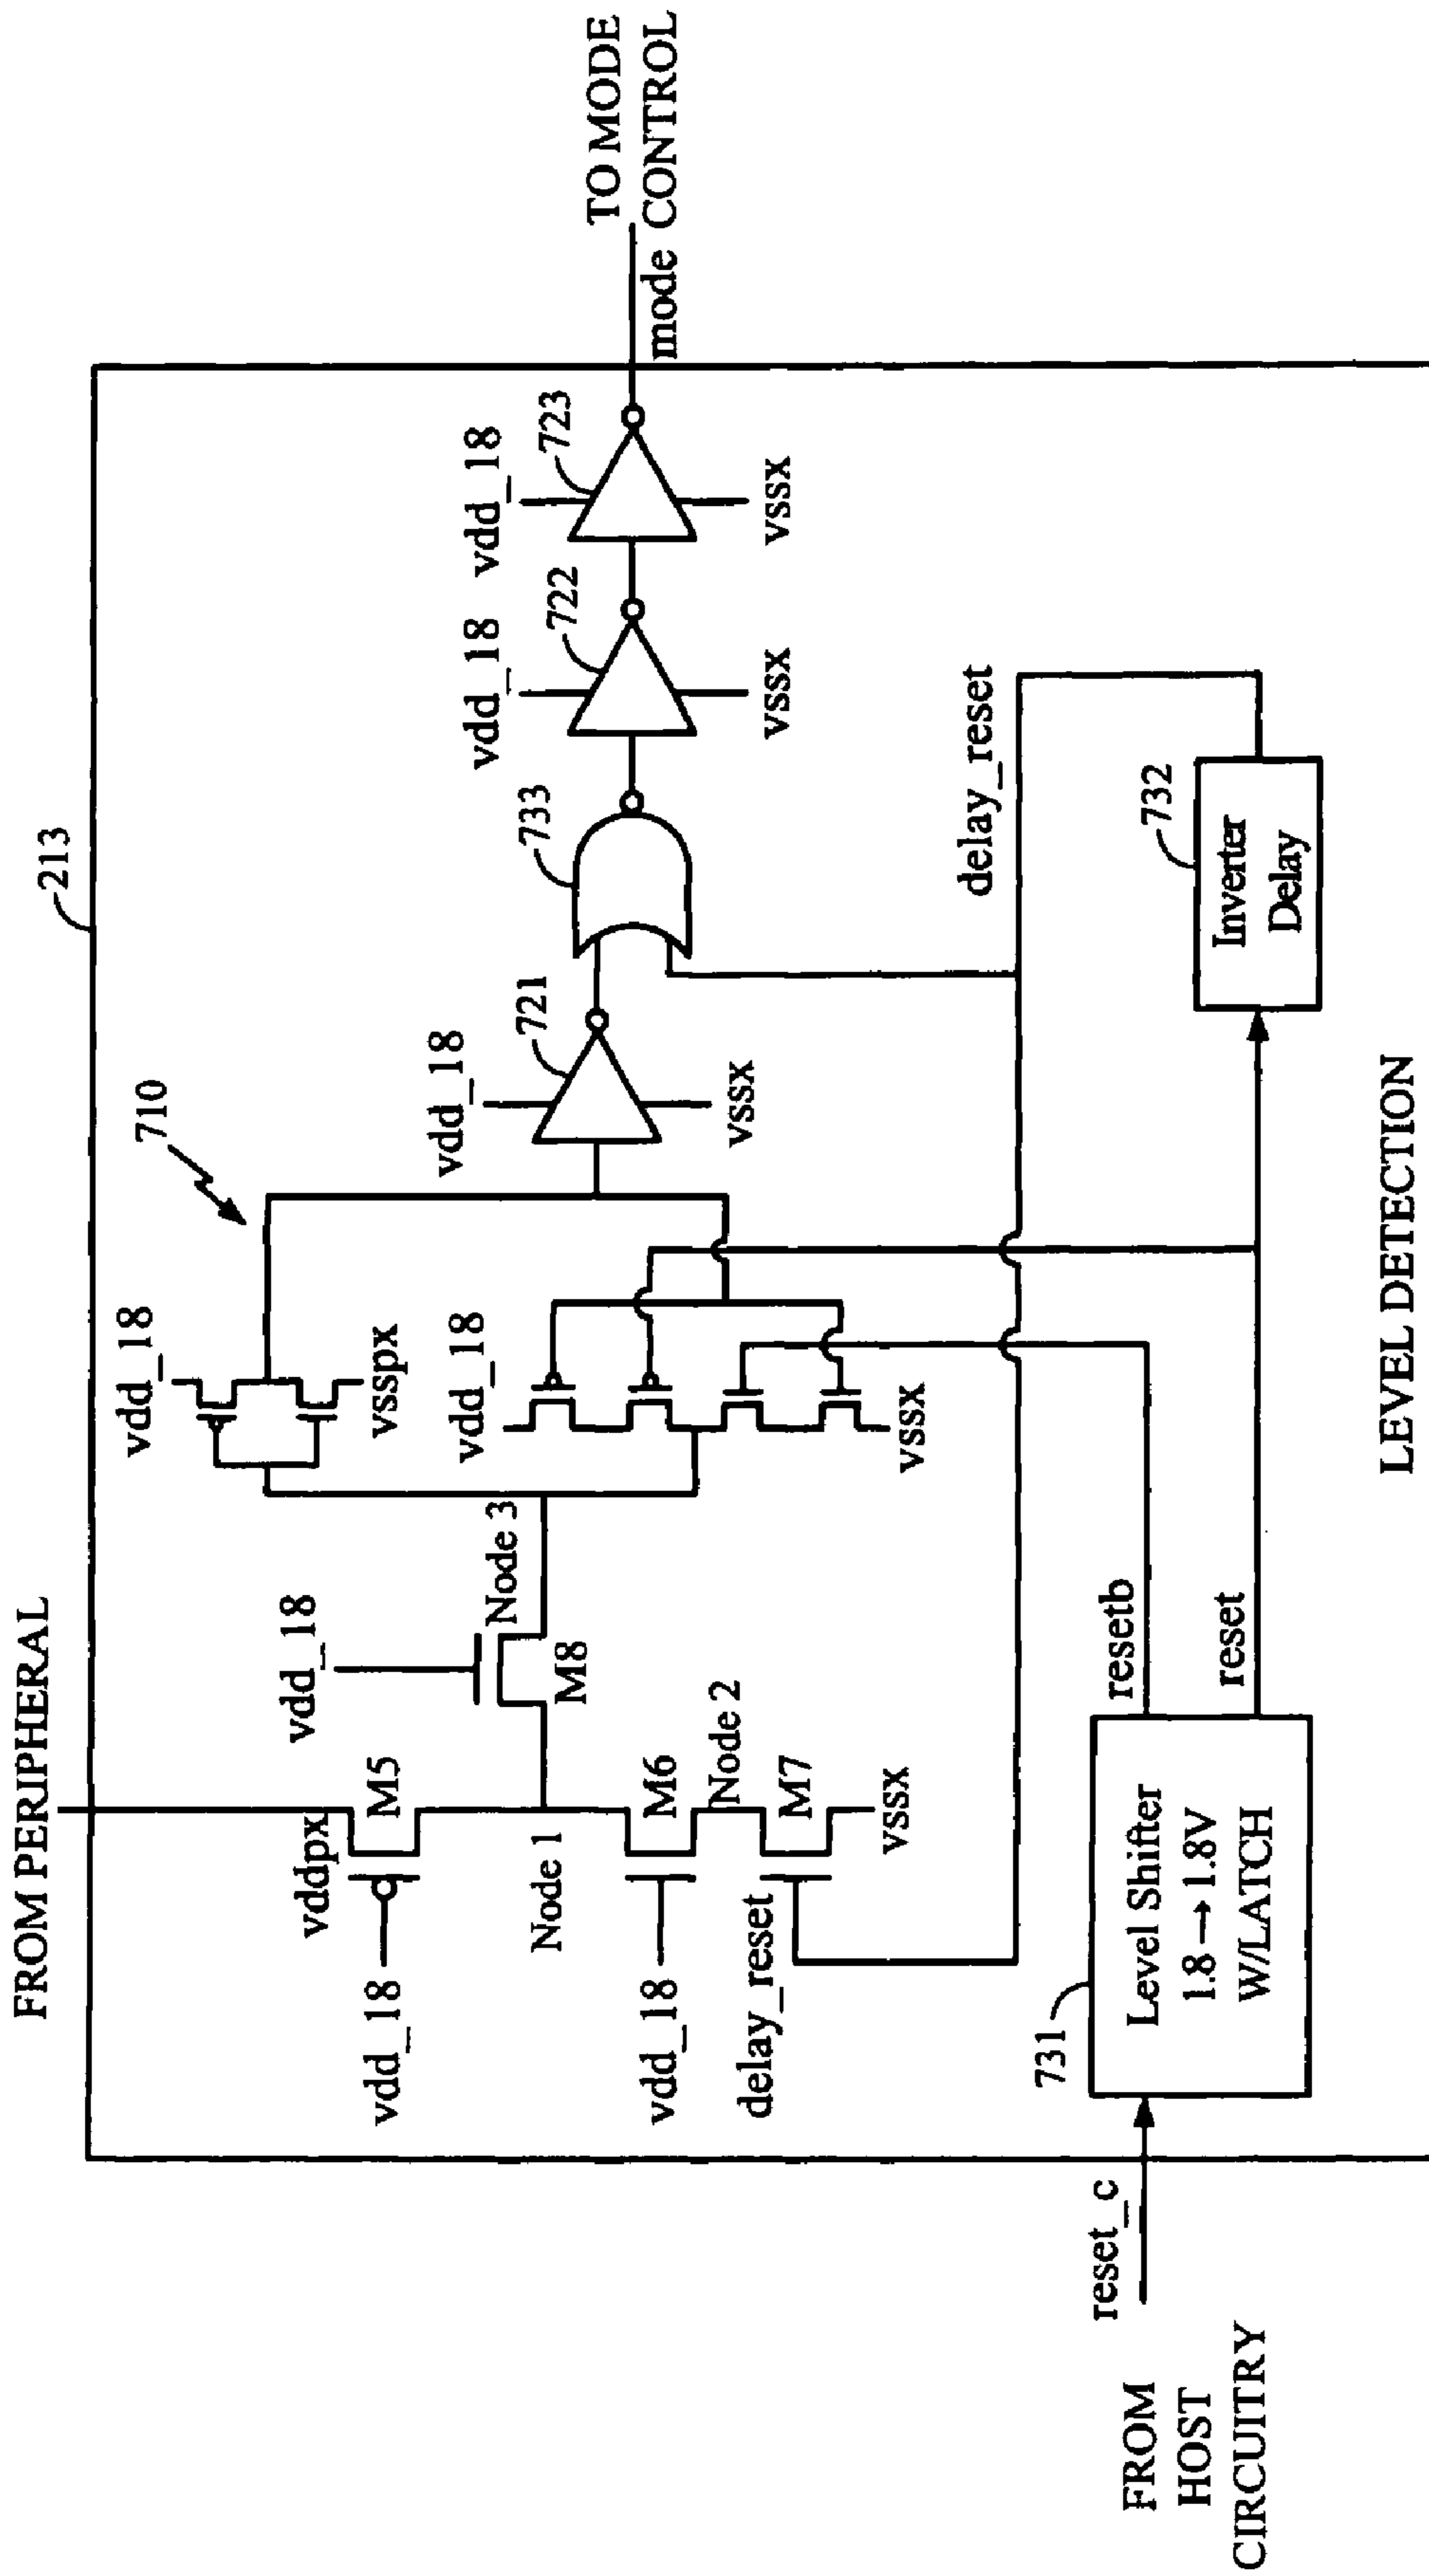 FROM PERIPHERAL
213
710
vddpx
vdd_18
M5
Node 1
vdd_18
M8
Node 3
vdd_18
vsspx
vdd_18
vssx
vdd_18
721
vssx
733
vdd_18
722
vssx
vdd_18
723
vssx
mode
TO MODE
CONTROL
vdd_18
M6
Node 2
delay_reset
M7
vssx
delay_reset
731
Level Shifter
1.8→1.8V
W/LATCH
resetb
reset
732
Inverter
Delay
reset_c
FROM
HOST
CIRCUITRY
LEVEL DETECTION